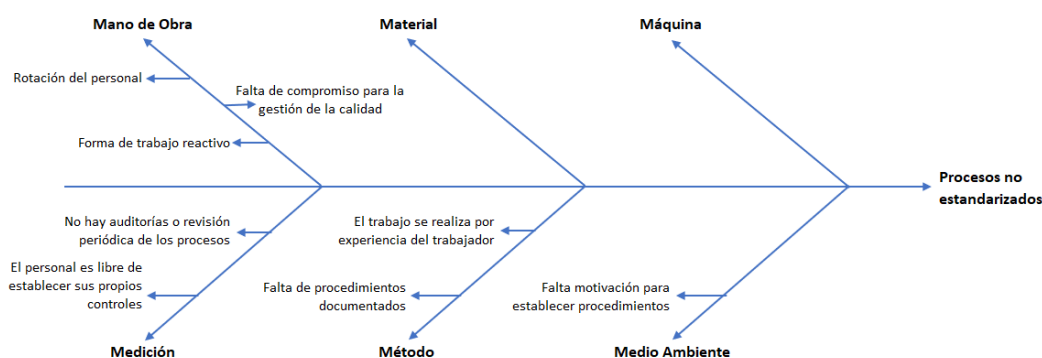 Mano de Obra
Material
Máquina
Rotación del personal
Falta de compromiso para la
gestión de la calidad
Forma de trabajo reactivo
Procesos no
estandarizados
No hay auditorías o revisión
periódica de los procesos
El trabajo se realiza por
experiencia del trabajador
El personal es libre de
establecer sus propios
controles
Falta de procedimientos
documentados
Falta motivación para
establecer procedimientos
Medición
Método
Medio Ambiente